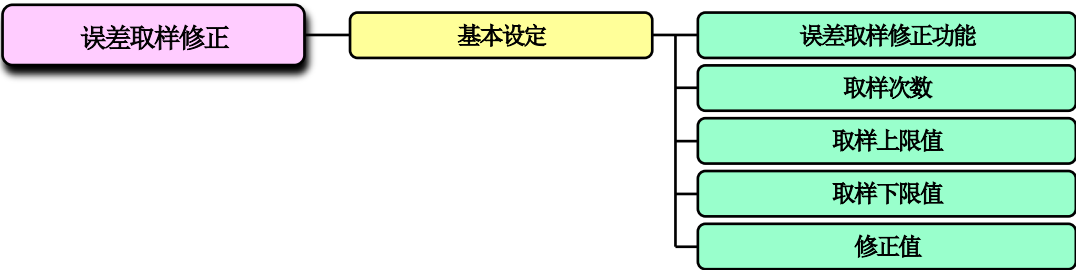 误差取样修正
基本设定
误差取样修正功能
取样次数
取样上限值
取样下限值
修正值